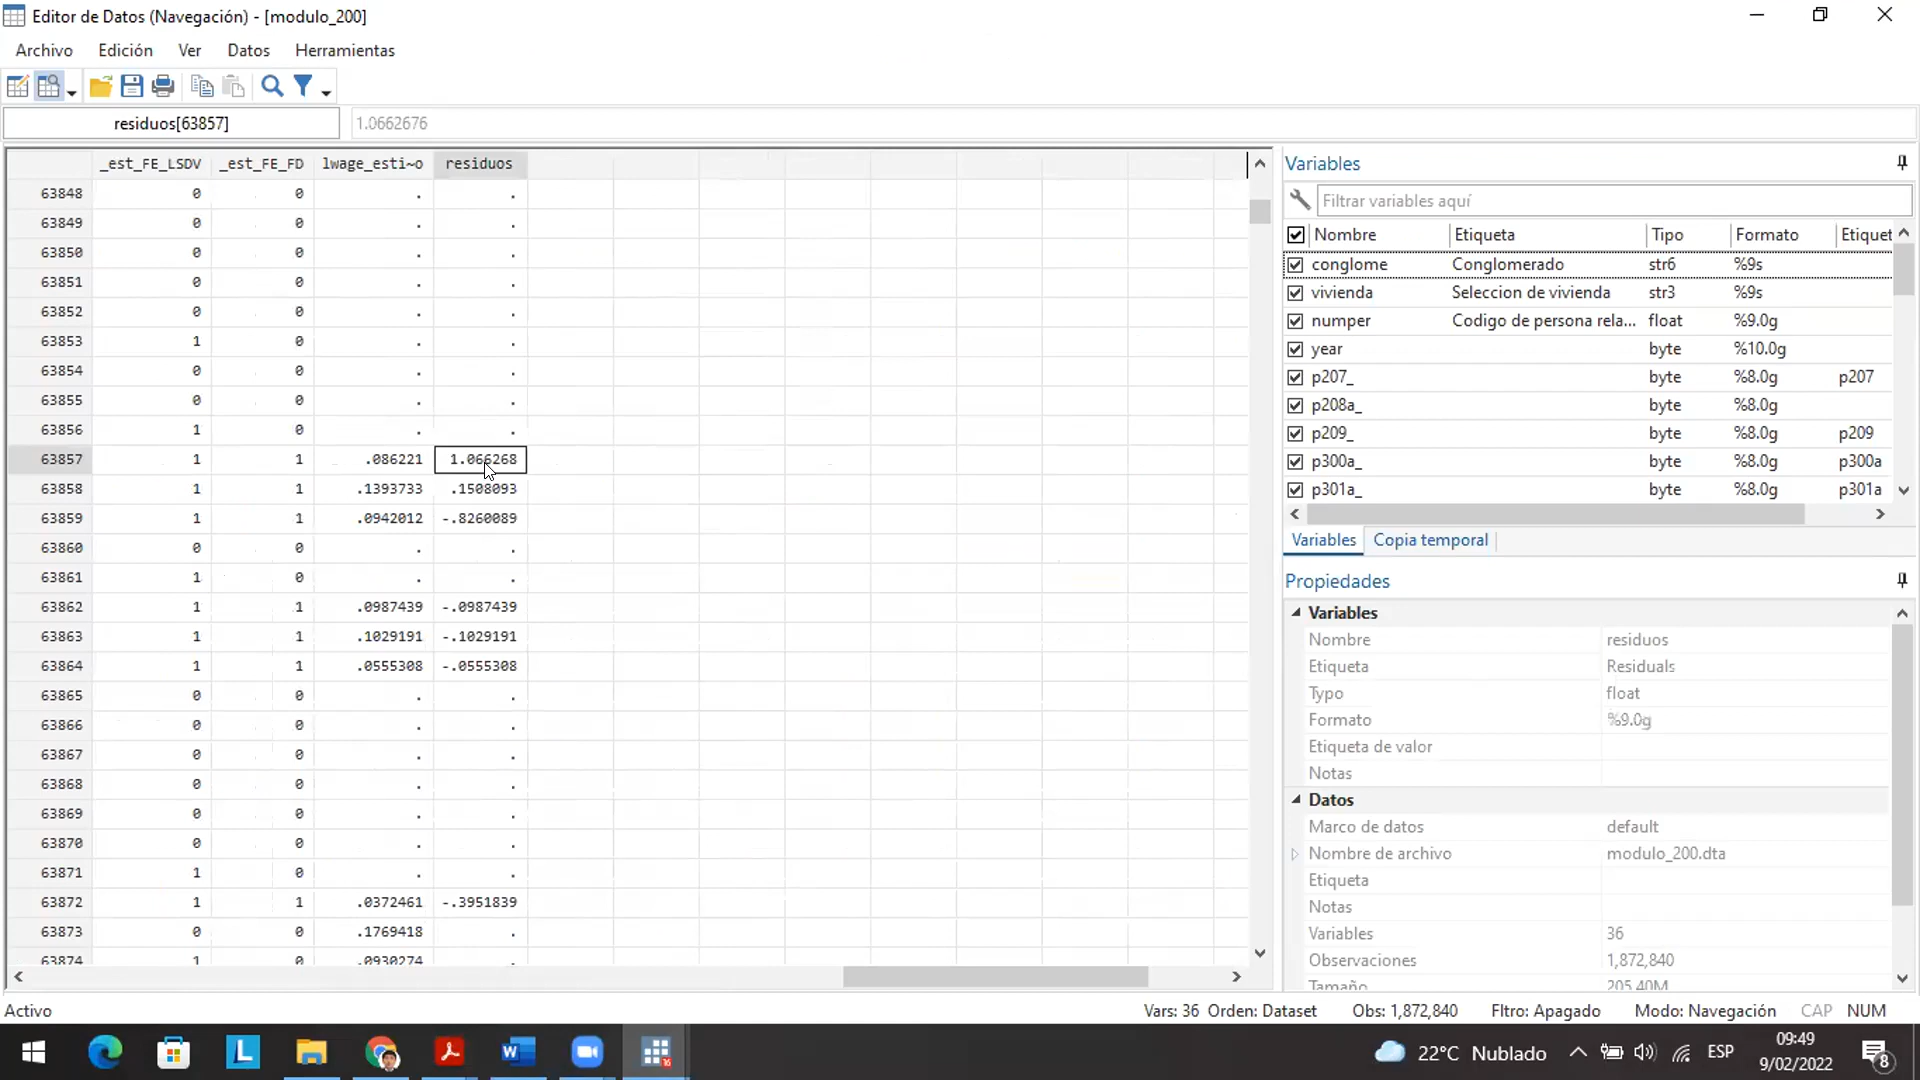 Editor de Datos (Navegación) - [modulo_200]
Archivo Edición Ver Datos Herramientas
residuos[63857] 1.0662676
_est_FE_LSDV _est_FE_FD lwage_esti~o residuos
63848 0 0 . .
63849 0 0 . .
63850 0 0 . .
63851 0 0 . .
63852 0 0 . .
63853 1 0 . .
63854 0 0 . .
63855 0 0 . .
63856 1 0 . .
63857 1 1 .086221 1.066268
63858 1 1 .1393733 .1508093
63859 1 1 .0942012 -.8260089
63860 0 0 . .
63861 1 0 . .
63862 1 1 .0987439 -.0987439
63863 1 1 .1029191 -.1029191
63864 1 1 .0555308 -.0555308
63865 0 0 . .
63866 0 0 . .
63867 0 0 . .
63868 0 0 . .
63869 0 0 . .
63870 0 0 . .
63871 1 0 . .
63872 1 1 .0372461 -.3951839
63873 0 0 .1769418 .
63874 1 0 .0930274 .
Variables
Filtrar variables aquí
Nombre Etiqueta Tipo Formato Etiquet
conglome Conglomerado str6 %9s
vivienda Seleccion de vivienda str3 %9s
numper Codigo de persona rela... float %9.0g
year byte %10.0g
p207_ byte %8.0g p207
p208a_ byte %8.0g
p209_ byte %8.0g p209
p300a_ byte %8.0g p300a
p301a_ byte %8.0g p301a
Variables Copia temporal
Propiedades
Variables
Nombre residuos
Etiqueta Residuals
Typo float
Formato %9.0g
Etiqueta de valor
Notas
Datos
Marco de datos default
Nombre de archivo modulo_200.dta
Etiqueta
Notas
Variables 36
Observaciones 1,872,840
Tamaño 205.40M
Activo Vars: 36 Orden: Dataset Obs: 1,872,840 Fltro: Apagado Modo: Navegación CAP NUM
L W 16 22°C Nublado ESP 09:49
9/02/2022 8